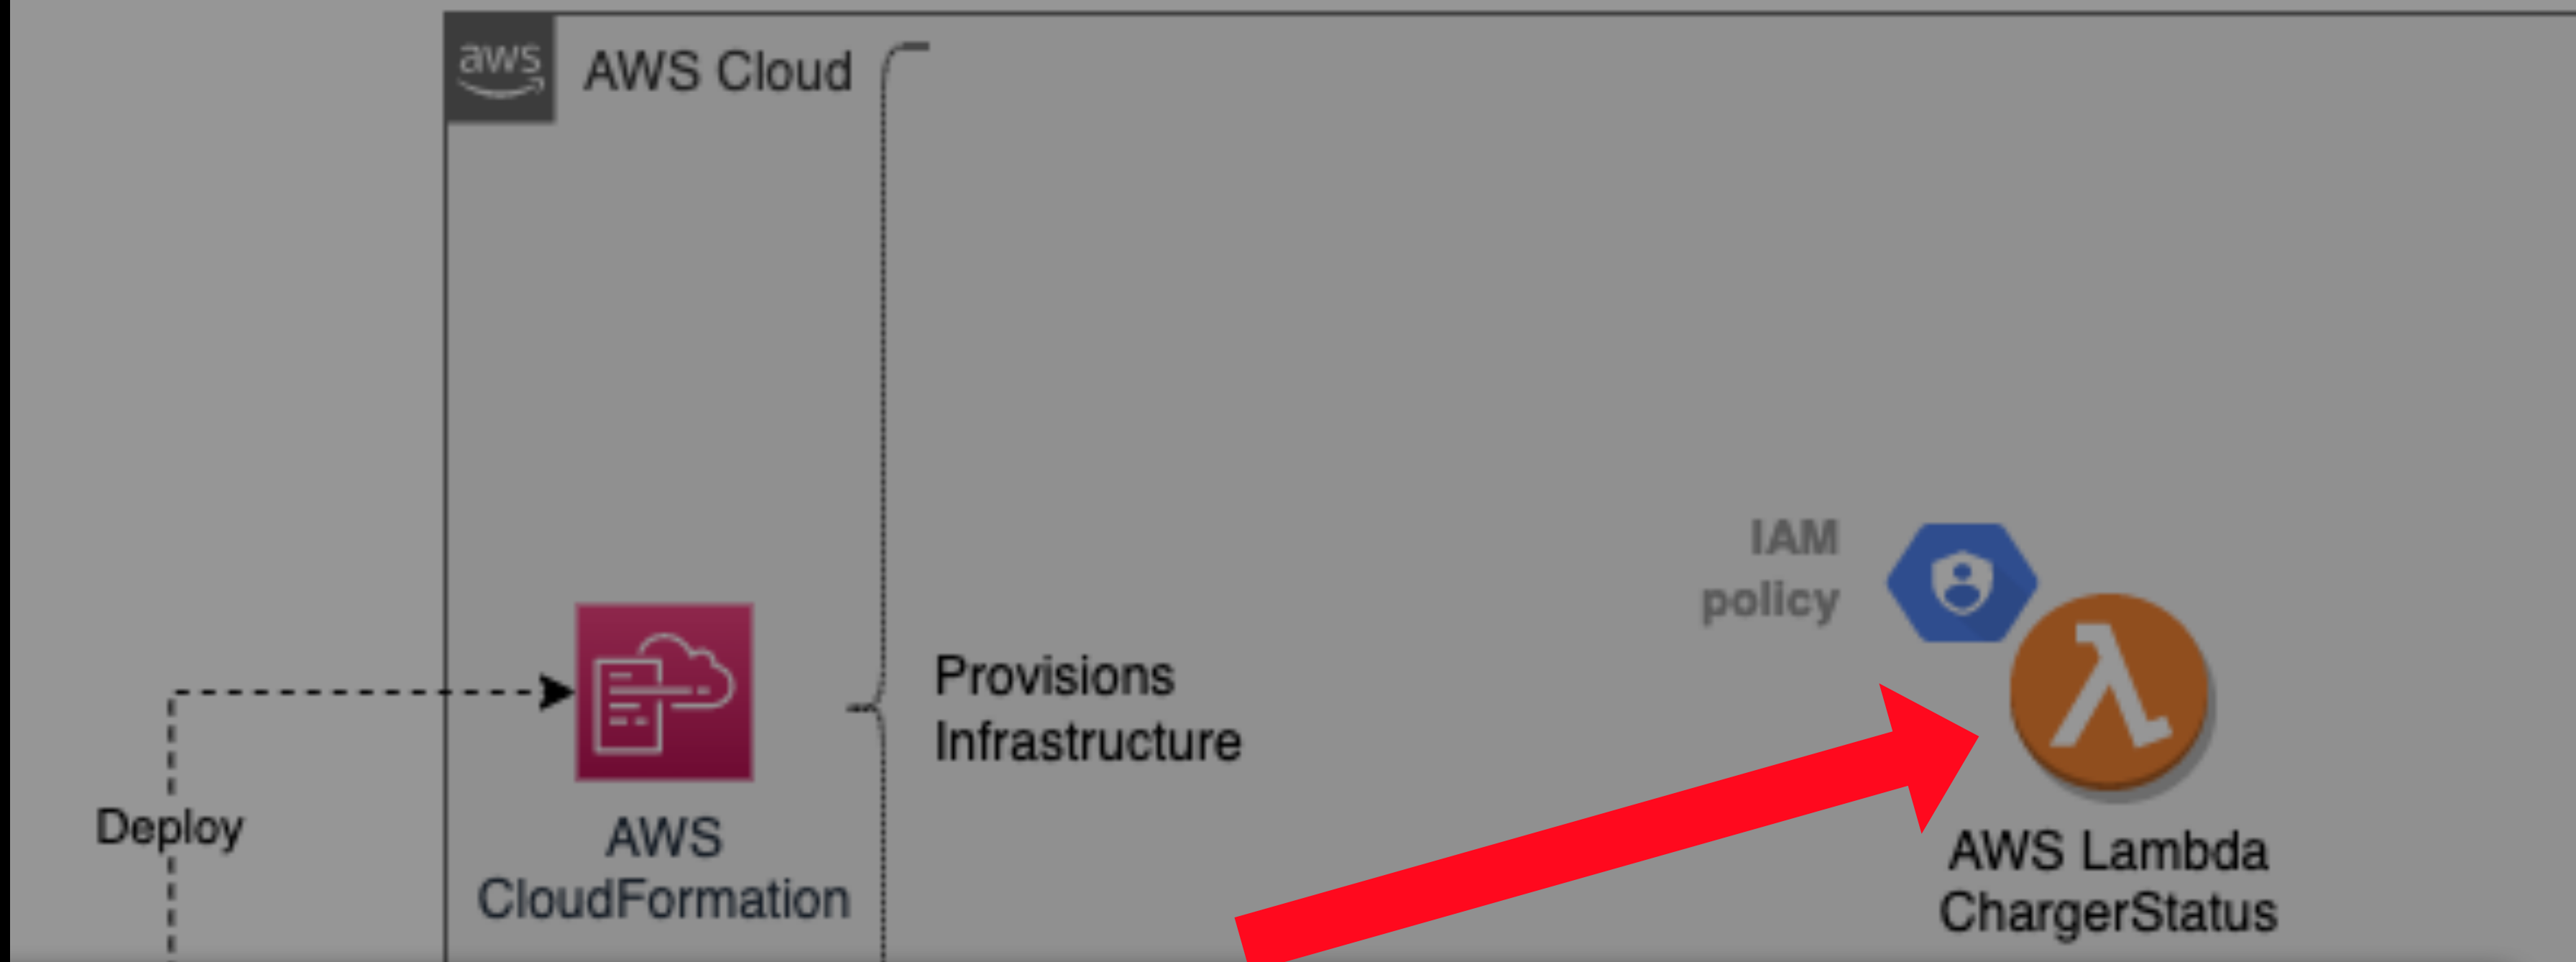 aws
AWS Cloud
IAM
policy
Provisions
Infrastructure
Deploy
AWS
CloudFormation
AWS Lambda
ChargerStatus